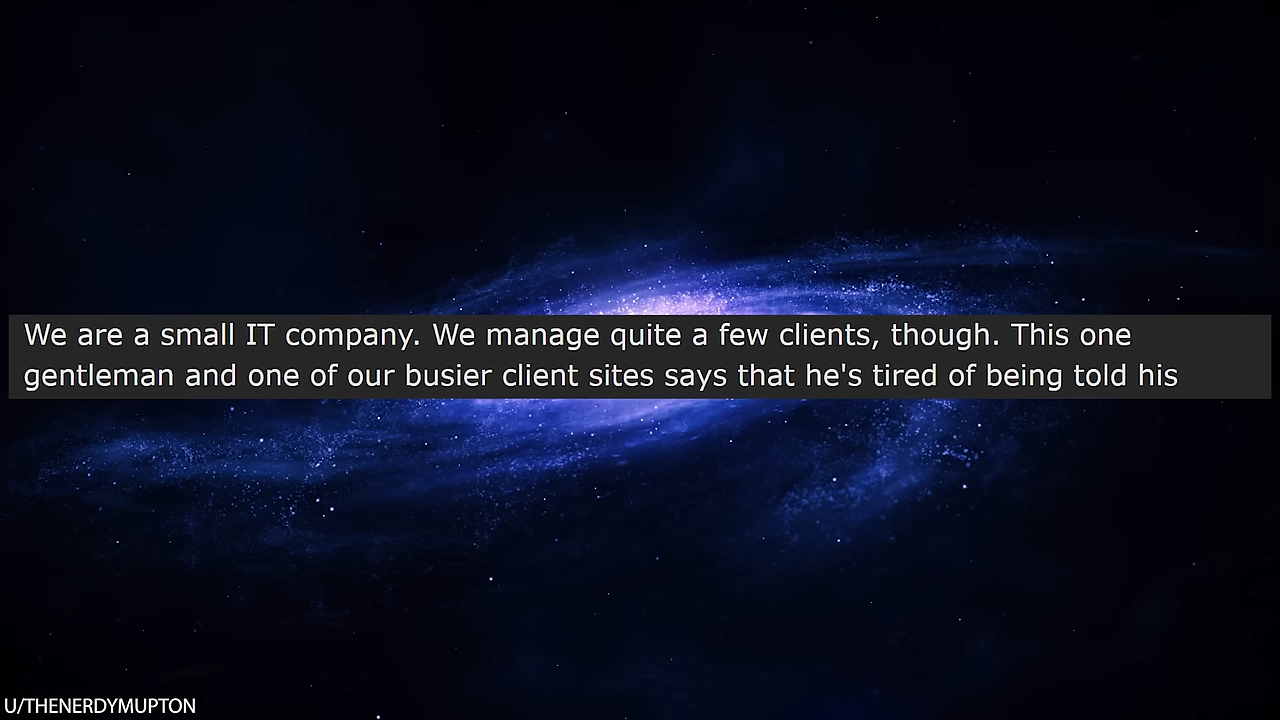 We are a small IT company. We manage quite a few clients, though. This one
gentleman and one of our busier client sites says that he's tired of being told his
U/THENERDYMUPTON